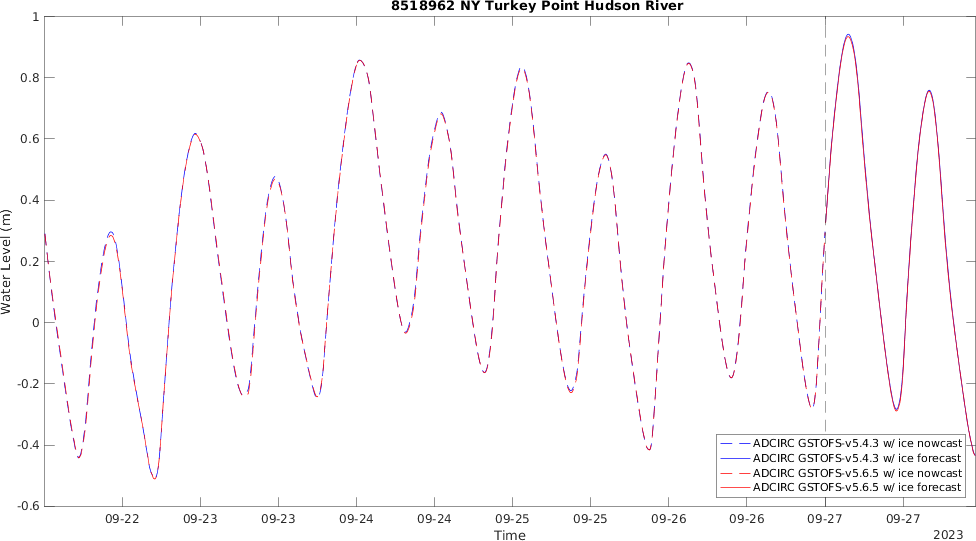 8518962 NY Turkey Point Hudson River
Water Level (m)
1
0.8
0.6
0.4
0.2
0
-0.2
-0.4
-0.6
ADCIRC GSTOFS-v5.4.3 w/ ice nowcast
ADCIRC GSTOFS-v5.4.3 w/ ice forecast
ADCIRC GSTOFS-v5.6.5 w/ ice nowcast
ADCIRC GSTOFS-v5.6.5 w/ ice forecast
09-22 09-23 09-23 09-24 09-24 09-25 09-25 09-26 09-26 09-27 09-27
Time
2023